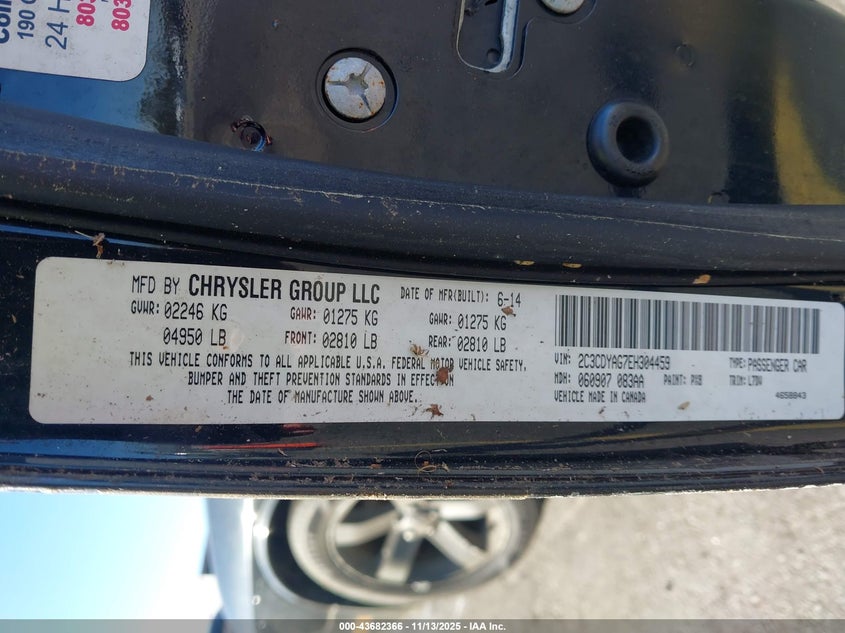 190
24 H
80
803
MFD BY CHRYSLER GROUP LLC DATE OF MFR(BUILT): 6-14
GVWR: 02246 KG GAWR: 01275 KG GAWR: 01275 KG
04950 LB FRONT: 02810 LB REAR: 02810 LB
THIS VEHICLE CONFORMS TO ALL APPLICABLE U.S.A. FEDERAL MOTOR VEHICLE SAFETY,
BUMPER AND THEFT PREVENTION STANDARDS IN EFFECT ON
THE DATE OF MANUFACTURE SHOWN ABOVE.
VIN: 2C3CDYAG7EH304459 TYPE: PASSENGER CAR
MDH: 060907 083AA PAINT: PX8 TRIM: L7DV
VEHICLE MADE IN CANADA 4658843
000-43682366 - 11/13/2025 - IAA Inc.